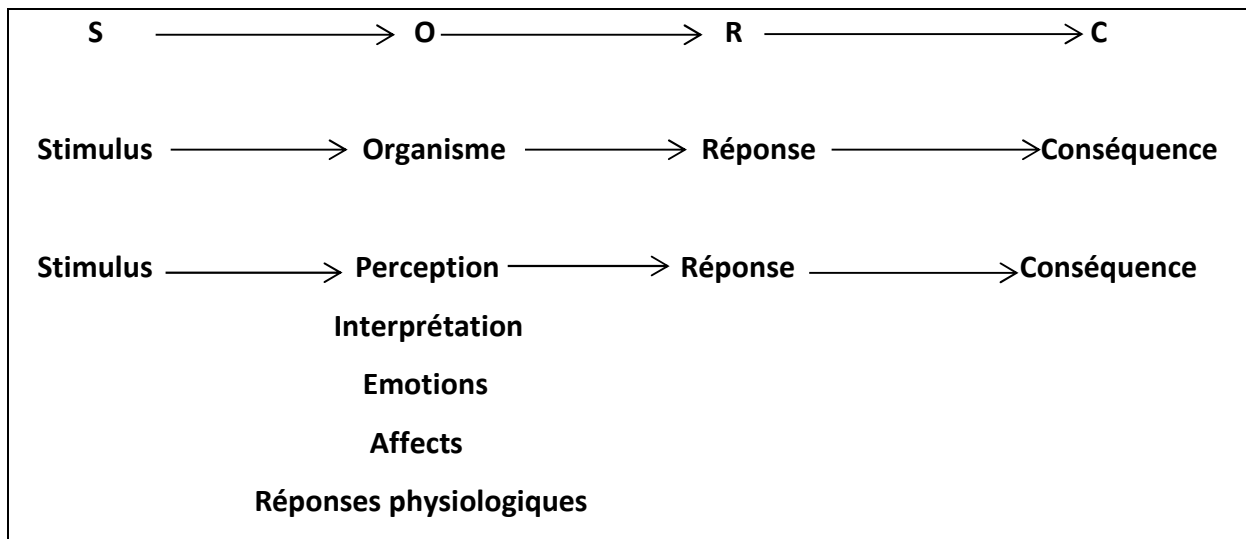 S O R C
Stimulus Organisme Réponse Conséquence
Stimulus Perception Réponse Conséquence
Interprétation
Emotions
Affects
Réponses physiologiques